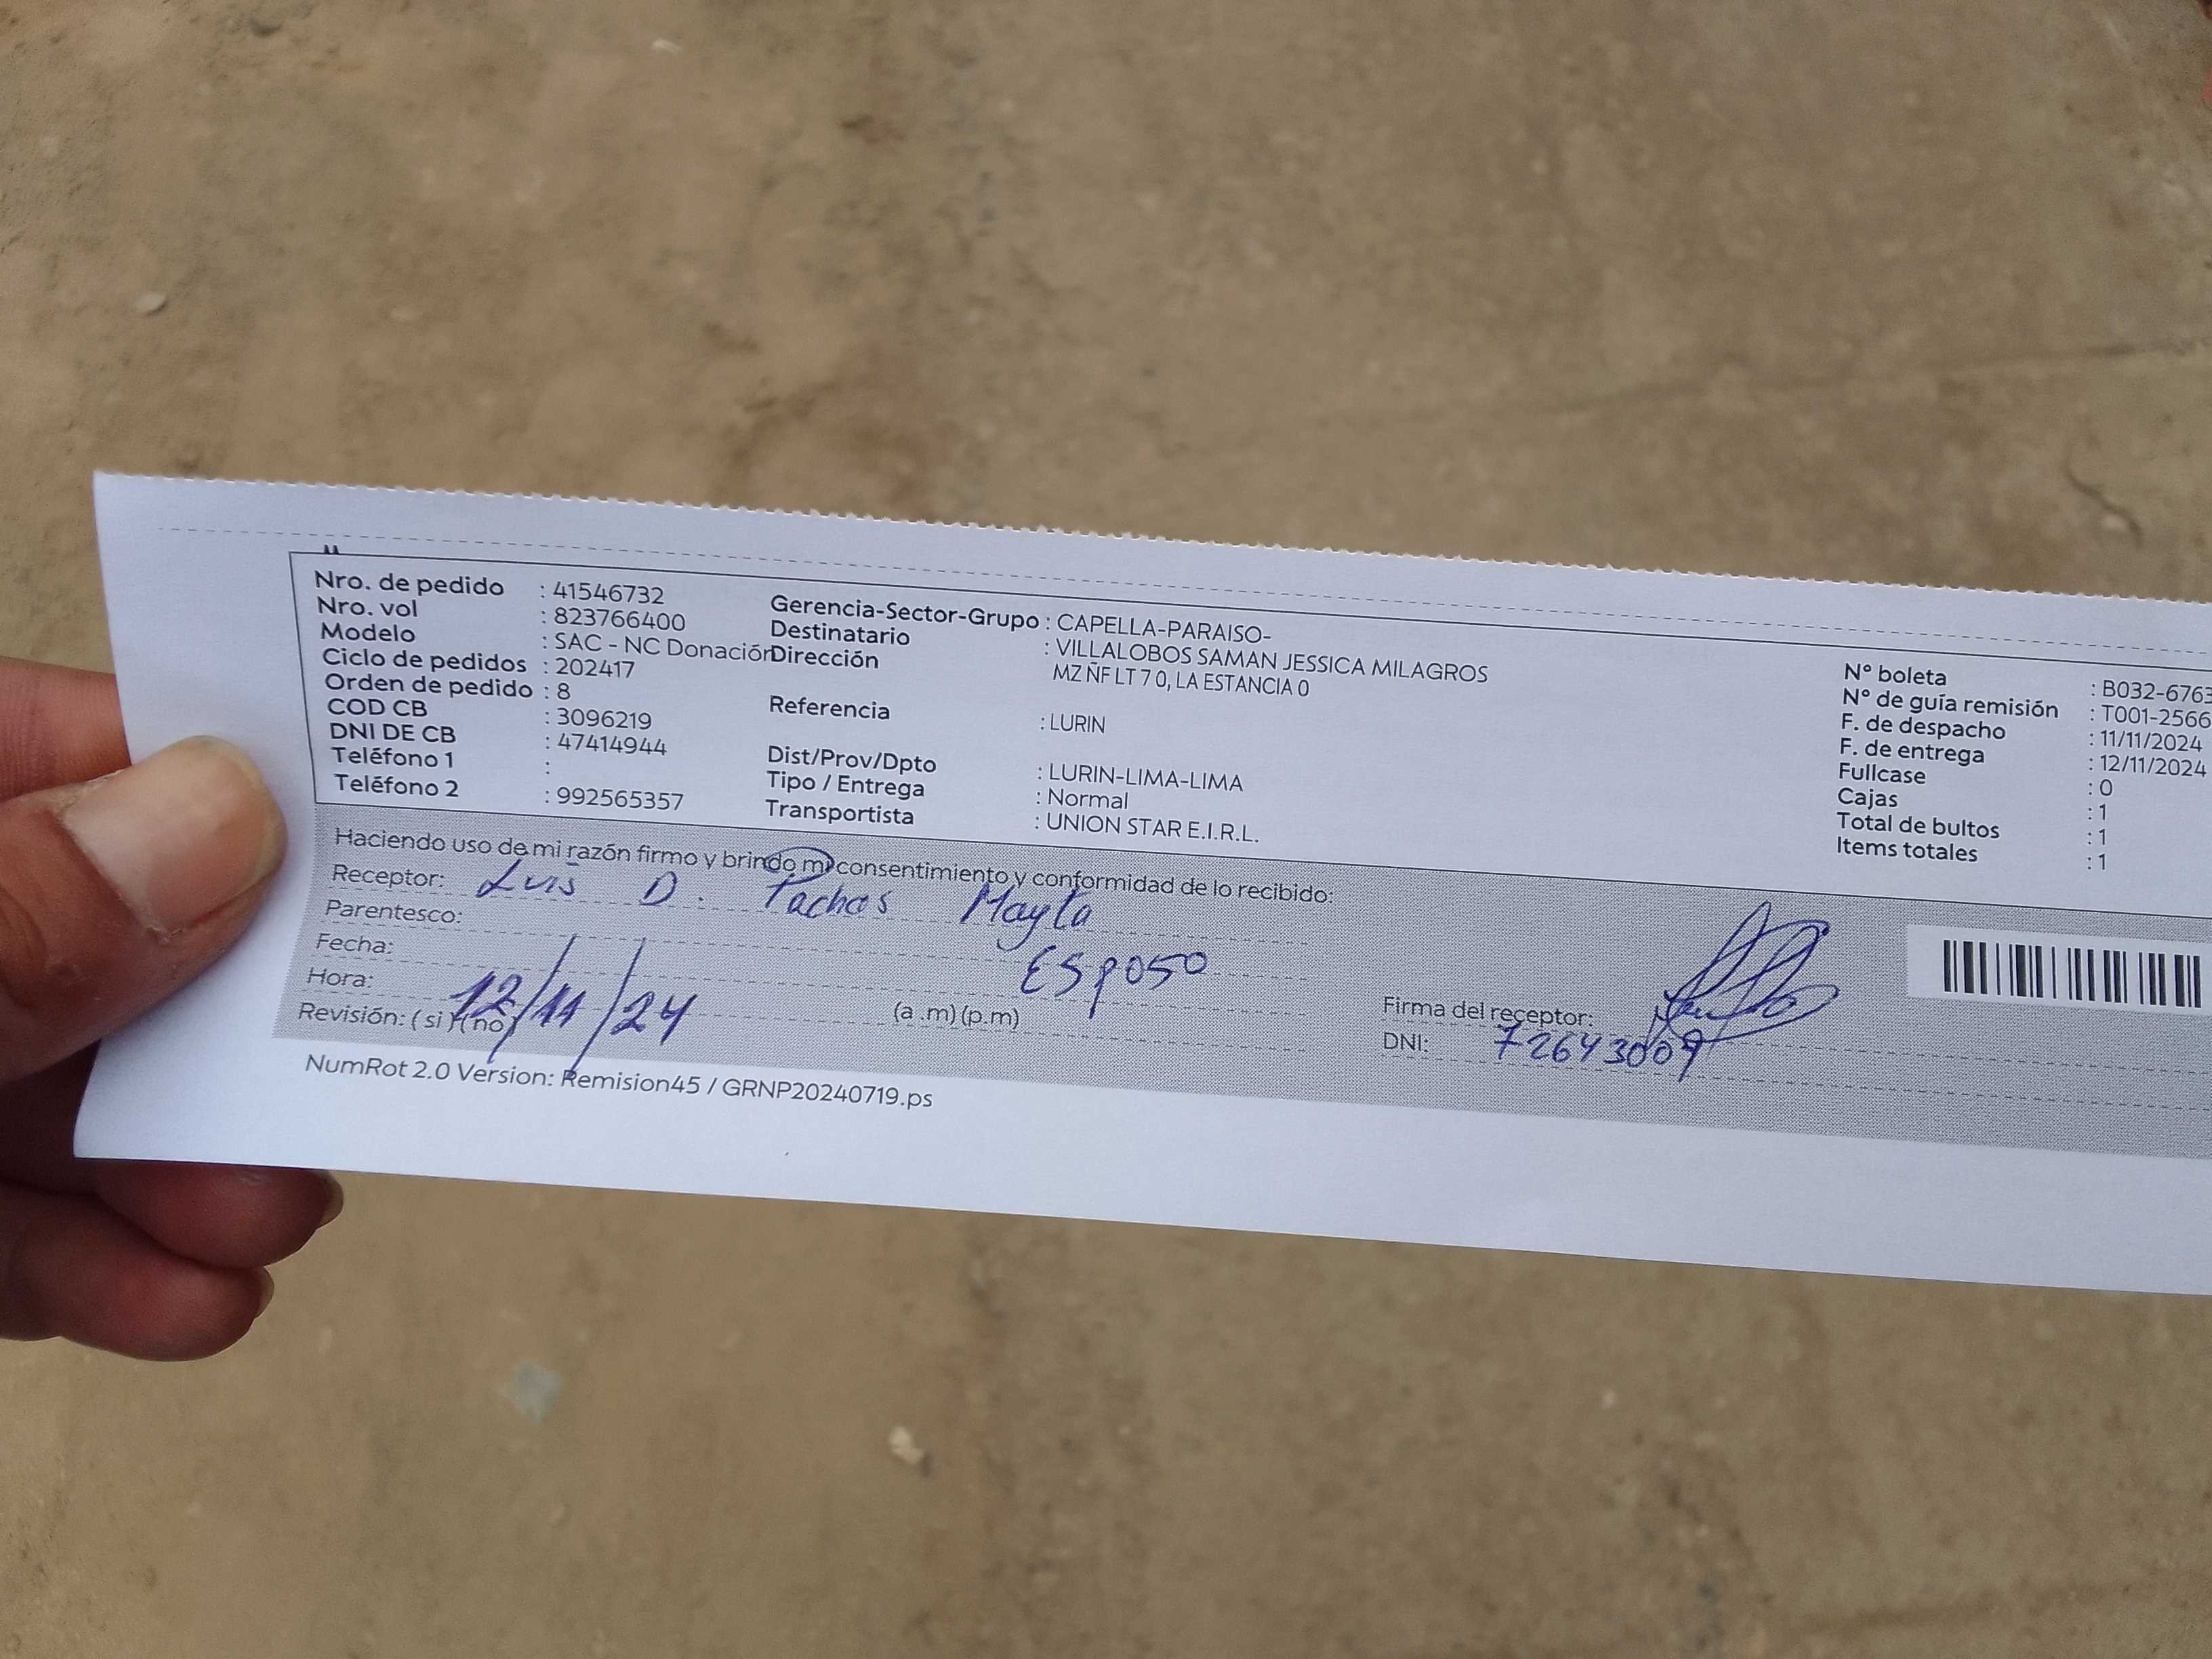 Nro. de pedido : 41546732
Nro. vol : 823766400
Modelo : SAC - NC Donación
Ciclo de pedidos : 202417
Orden de pedido : 8
COD CB : 3096219
DNI DE CB : 47414944
Teléfono 1 :
Teléfono 2 : 992565357
Gerencia-Sector-Grupo : CAPELLA-PARAISO-
Destinatario : VILLALOBOS SAMAN JESSICA MILAGROS
Dirección MZ ÑF LT 7 0, LA ESTANCIA 0
Referencia : LURIN
Dist/Prov/Dpto : LURIN-LIMA-LIMA
Tipo / Entrega : Normal
Transportista : UNION STAR E.I.R.L.
N° boleta : B032-6763
N° de guía remisión : T001-2566
F. de despacho : 11/11/2024
F. de entrega : 12/11/2024
Fullcase : 0
Cajas : 1
Total de bultos : 1
Items totales : 1
Haciendo uso de mi razón firmo y brindo mi consentimiento y conformidad de lo recibido:
Receptor: Luis D. Pachas Mayta
Parentesco: Esposo
Fecha: 12/11/24
Hora: (a .m) (p.m)
Revisión: ( si ) ( no )
Firma del receptor:
DNI: 72643009
NumRot 2.0 Version: Remision45 / GRNP20240719.ps